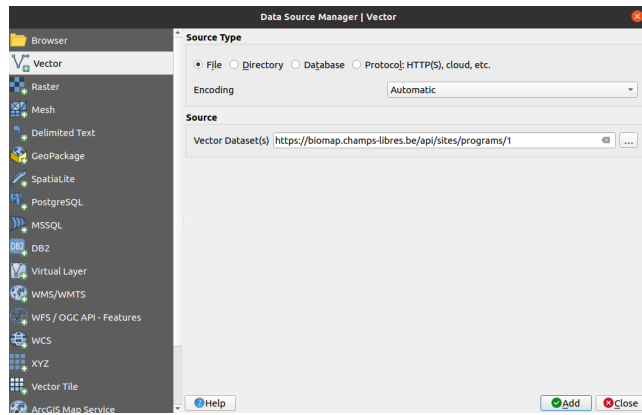 Data Source Manager | Vector
Browser
Vector
Raster
Mesh
Delimited Text
GeoPackage
SpatiaLite
PostgreSQL
MSSQL
DB2
DB2
Virtual Layer
WMS/WMTS
WFS / OGC API - Features
WCS
XYZ
Vector Tile
ArcGIS Map Service
Source Type
File Directory Database Protocol: HTTP(S), cloud, etc.
Encoding Automatic
Source
Vector Dataset(s) https://biomap.champs-libres.be/api/sites/programs/1 ...
Help Add Close